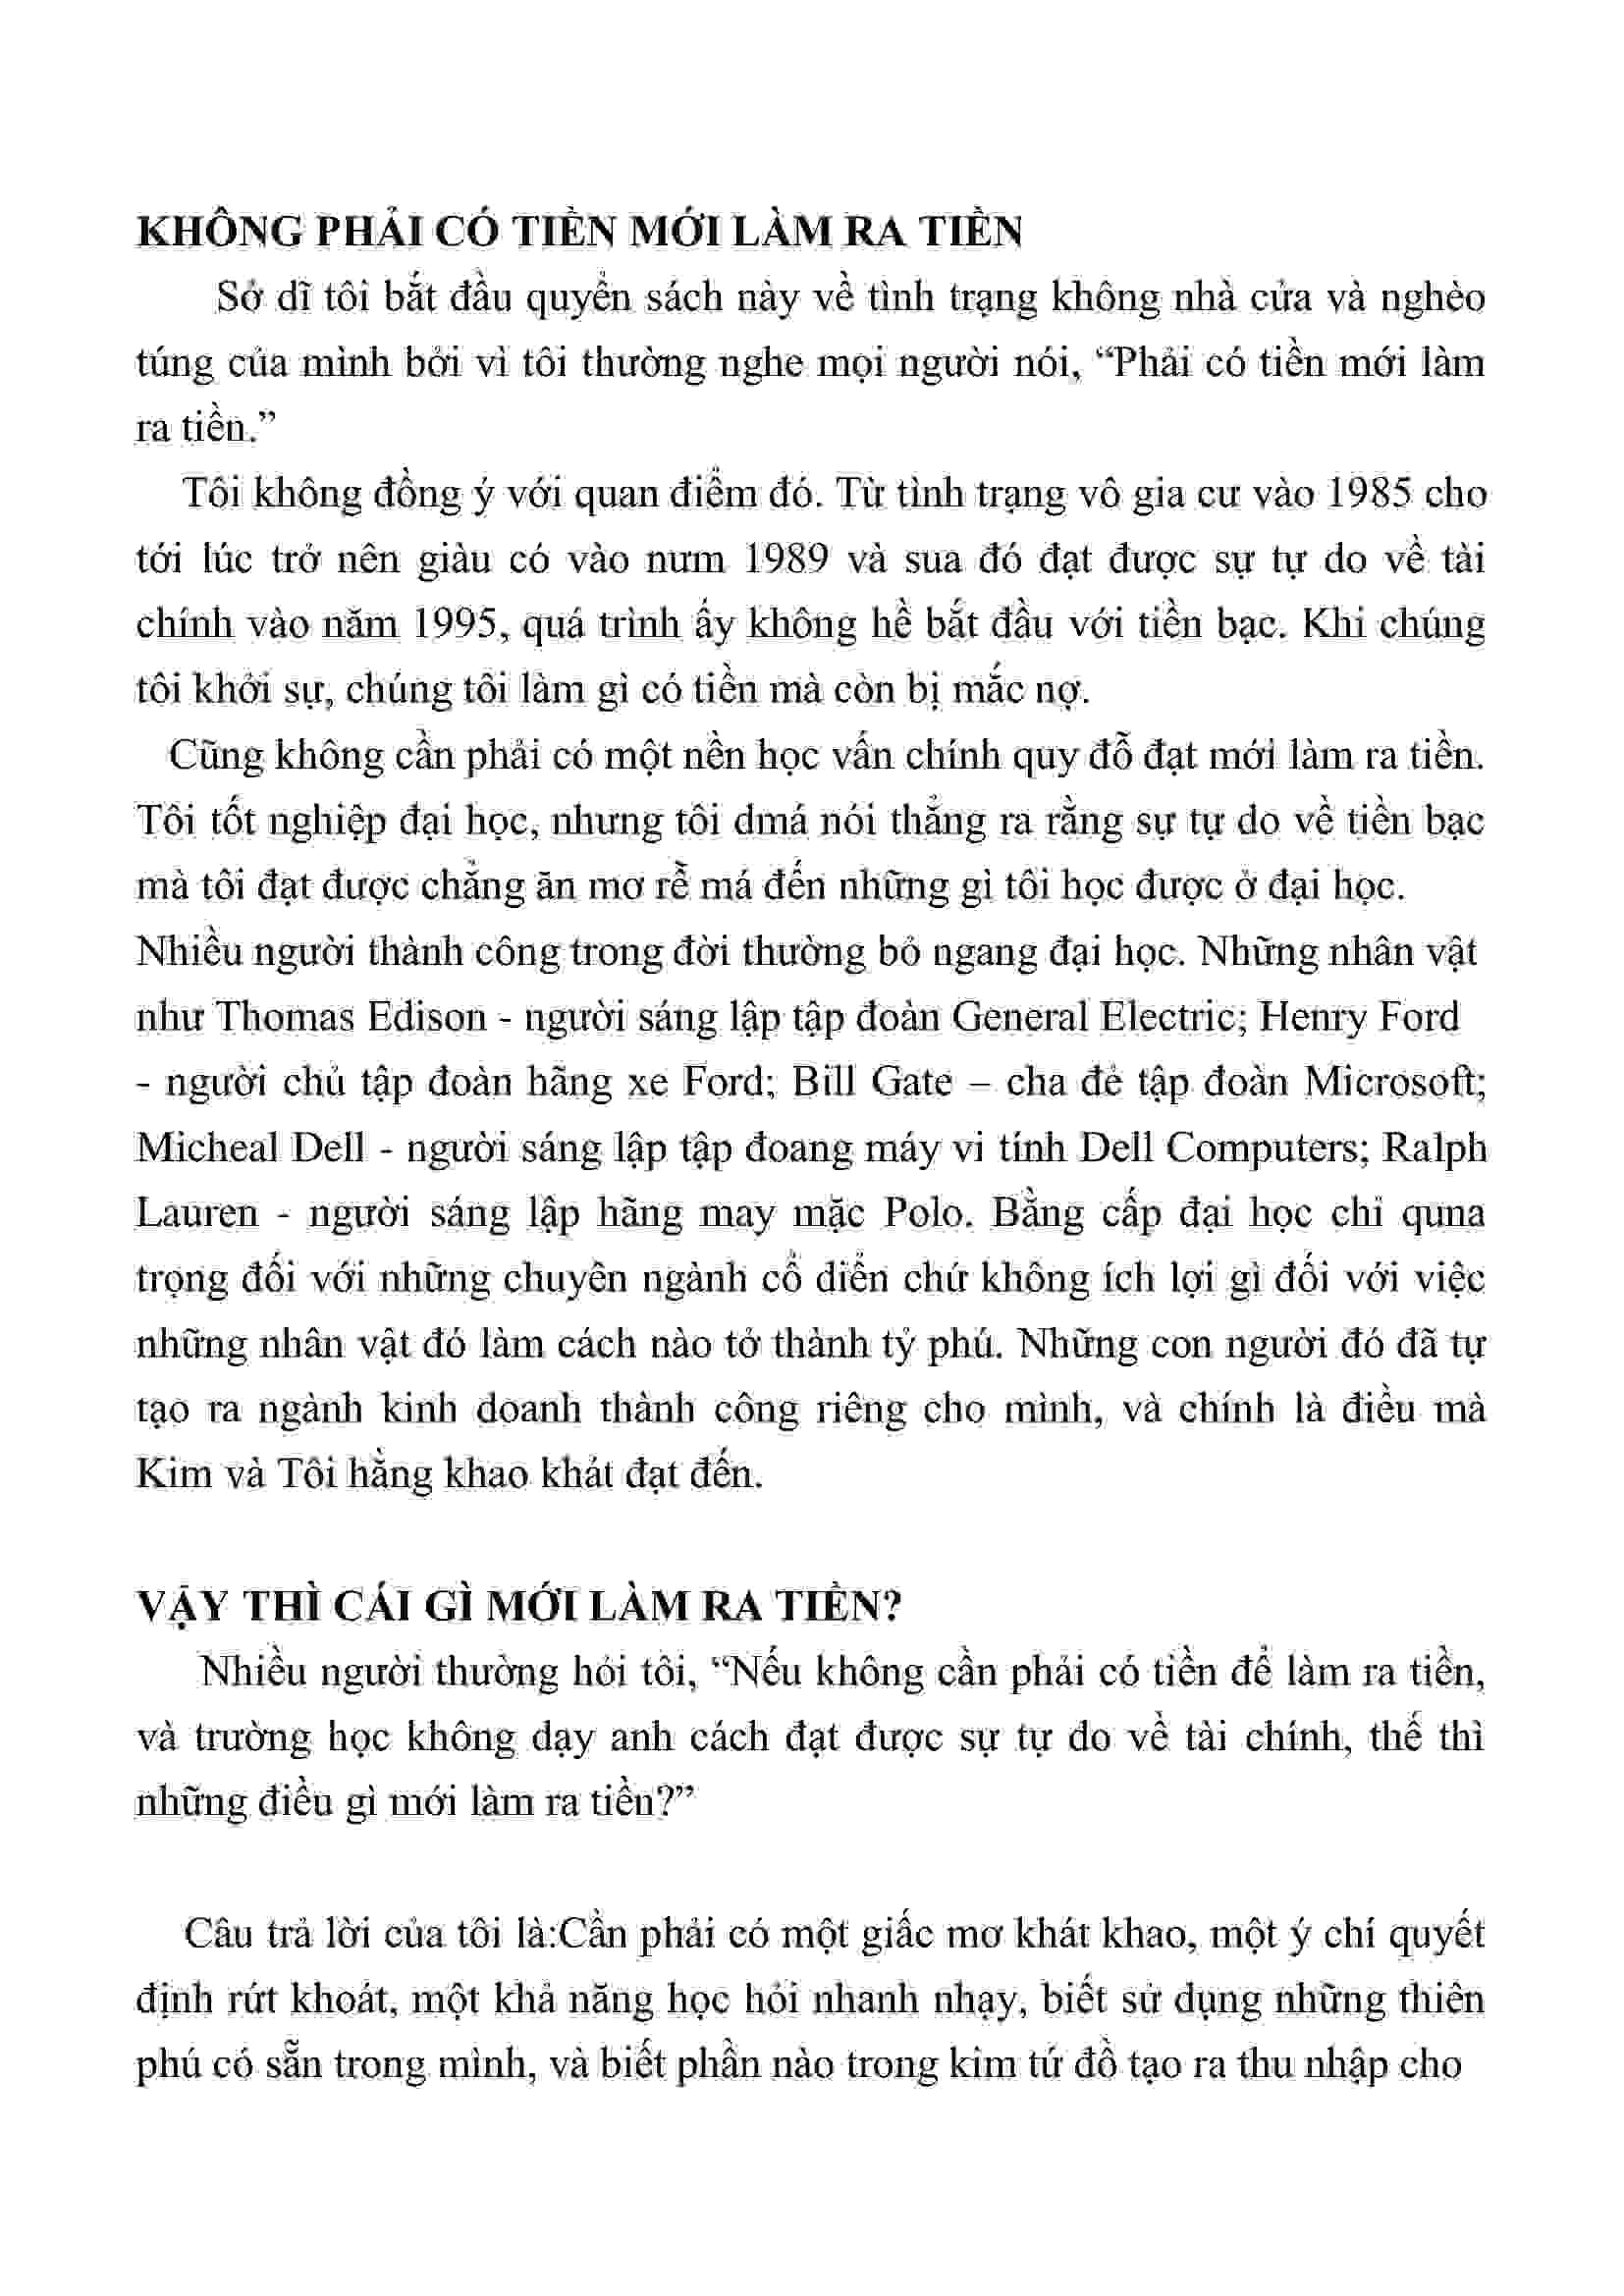 KHÔNG PHẢI CÓ TIỀN MỚI LÀM RA TIỀN
Sở dĩ tôi bắt đầu quyển sách này về tình trạng không nhà cửa và nghèo
túng của mình bởi vì tôi thường nghe mọi người nói, “Phải có tiền mới làm
ra tiền.”
Tôi không đồng ý với quan điểm đó. Từ tình trạng vô gia cư vào 1985 cho
tới lúc trở nên giàu có vào nưm 1989 và sua đó đạt được sự tự do về tài
chính vào năm 1995, quá trình ấy không hề bắt đầu với tiền bạc. Khi chúng
tôi khởi sự, chúng tôi làm gì có tiền mà còn bị mắc nợ.
Cũng không cần phải có một nền học vấn chính quy đỗ đạt mới làm ra tiền.
Tôi tốt nghiệp đại học, nhưng tôi dmá nói thẳng ra rằng sự tự do về tiền bạc
mà tôi đạt được chẳng ăn mơ rễ má đến những gì tôi học được ở đại học.
Nhiều người thành công trong đời thường bỏ ngang đại học. Những nhân vật
như Thomas Edison - người sáng lập tập đoàn General Electric; Henry Ford
- người chủ tập đoàn hãng xe Ford; Bill Gate – cha đẻ tập đoàn Microsoft;
Micheal Dell - người sáng lập tập đoang máy vi tính Dell Computers; Ralph
Lauren - người sáng lập hãng may mặc Polo. Bằng cấp đại học chỉ quna
trọng đối với những chuyên ngành cổ diển chứ không ích lợi gì đối với việc
những nhân vật đó làm cách nào tở thành tỷ phú. Những con người đó đã tự
tạo ra ngành kinh doanh thành công riêng cho mình, và chính là điều mà
Kim và Tôi hằng khao khát đạt đến.
VẬY THÌ CÁI GÌ MỚI LÀM RA TIỀN?
Nhiều người thường hỏi tôi, “Nếu không cần phải có tiền để làm ra tiền,
và trường học không dạy anh cách đạt được sự tự do về tài chính, thế thì
những điều gì mới làm ra tiền?”
Câu trả lời của tôi là:Cần phải có một giấc mơ khát khao, một ý chí quyết
định rứt khoát, một khả năng học hỏi nhanh nhạy, biết sử dụng những thiên
phú có sẵn trong mình, và biết phần nào trong kim tứ đồ tạo ra thu nhập cho